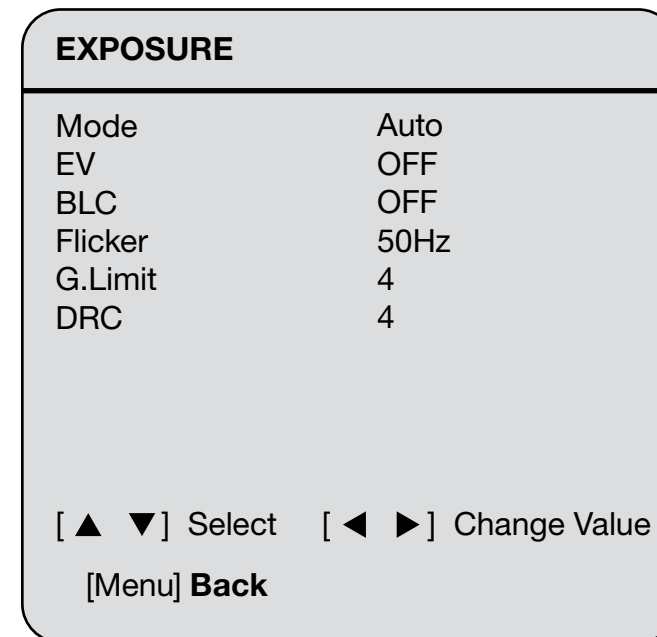 EXPOSURE
Mode Auto
EV OFF
BLC OFF
Flicker 50Hz
G.Limit 4
DRC 4
[ ▲ ▼ ] Select [ ◀ ▶ ] Change Value
[Menu] Back